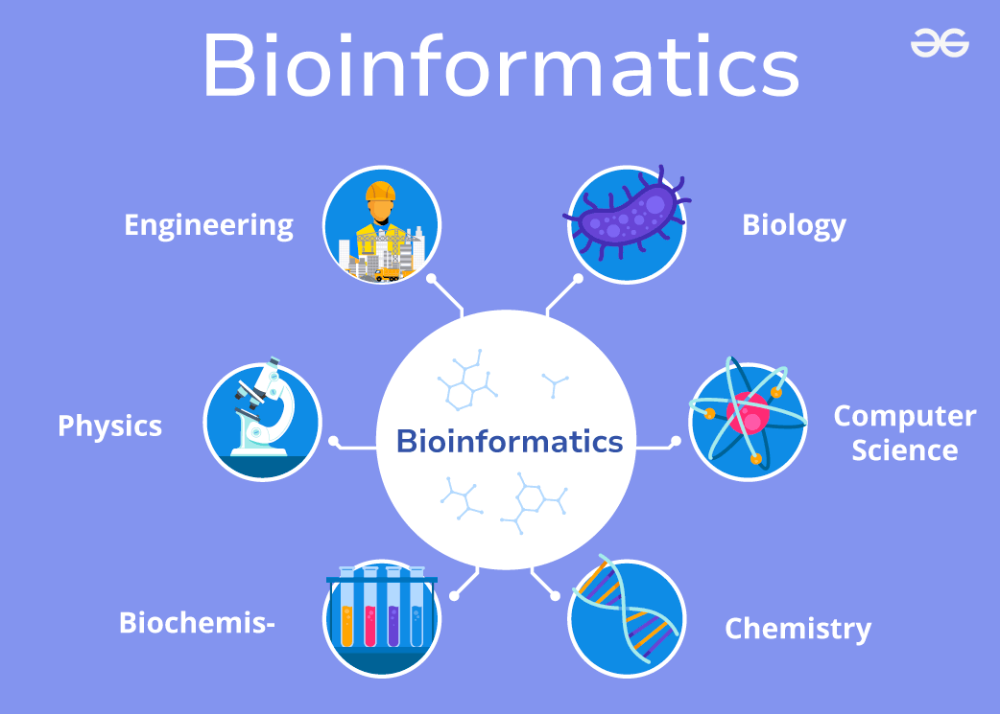 Bioinformatics
Engineering
Biology
Physics
Bioinformatics
Computer
Science
Biochemis-
Chemistry